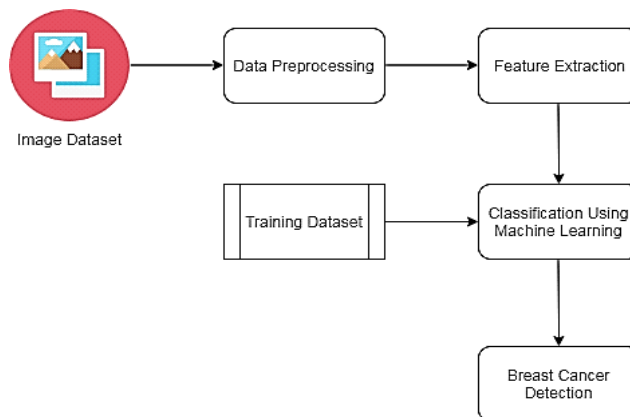 Data Preprocessing
Feature Extraction
Image Dataset
Training Dataset
Classification Using
Machine Learning
Breast Cancer
Detection